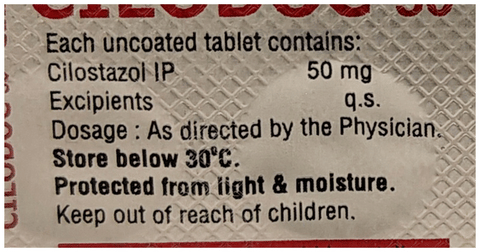 Each uncoated tablet contains:
Cilostazol IP 50 mg
Excipients q.s.
Dosage : As directed by the Physician.
Store below 30°C.
Protected from light & moisture.
Keep out of reach of children.